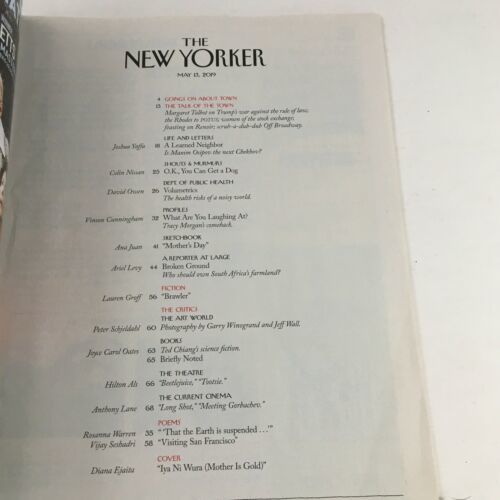 THE
NEW YORKER
MAY 13, 2019
4 GOINGS ON ABOUT TOWN
13 THE TALK OF THE TOWN
Margaret Talbot on Trump's war against the rule of law;
the Rhodes to POTUS; women of the stock exchange;
feasting on Renoir; scrub-a-dub-dub Off Broadway.
LIFE AND LETTERS
Joshua Yaffa 18 A Learned Neighbor
Is Maxim Osipov the next Chekhov?
SHOUTS & MURMURS
Colin Nissan 25 O.K., You Can Get a Dog
DEPT. OF PUBLIC HEALTH
David Owen 26 Volumetrics
The health risks of a noisy world.
PROFILES
Vinson Cunningham 32 What Are You Laughing At?
Tracy Morgan's comeback.
SKETCHBOOK
Ana Juan 41 "Mother's Day"
A REPORTER AT LARGE
Ariel Levy 44 Broken Ground
Who should own South Africa's farmland?
FICTION
Lauren Groff 56 "Brawler"
THE CRITICS
THE ART WORLD
Peter Schjeldahl 60 Photography by Garry Winogrand and Jeff Wall.
BOOKS
Joyce Carol Oates 63 Ted Chiang's science fiction.
65 Briefly Noted
THE THEATRE
Hilton Als 66 "Beetlejuice," "Tootsie."
THE CURRENT CINEMA
Anthony Lane 68 "Long Shot," "Meeting Gorbachev."
POEMS
Rosanna Warren 35 "'That the Earth is suspended . . .'"
Vijay Seshadri 58 "Visiting San Francisco"
COVER
Diana Ejaita "Iya Ni Wura (Mother Is Gold)"